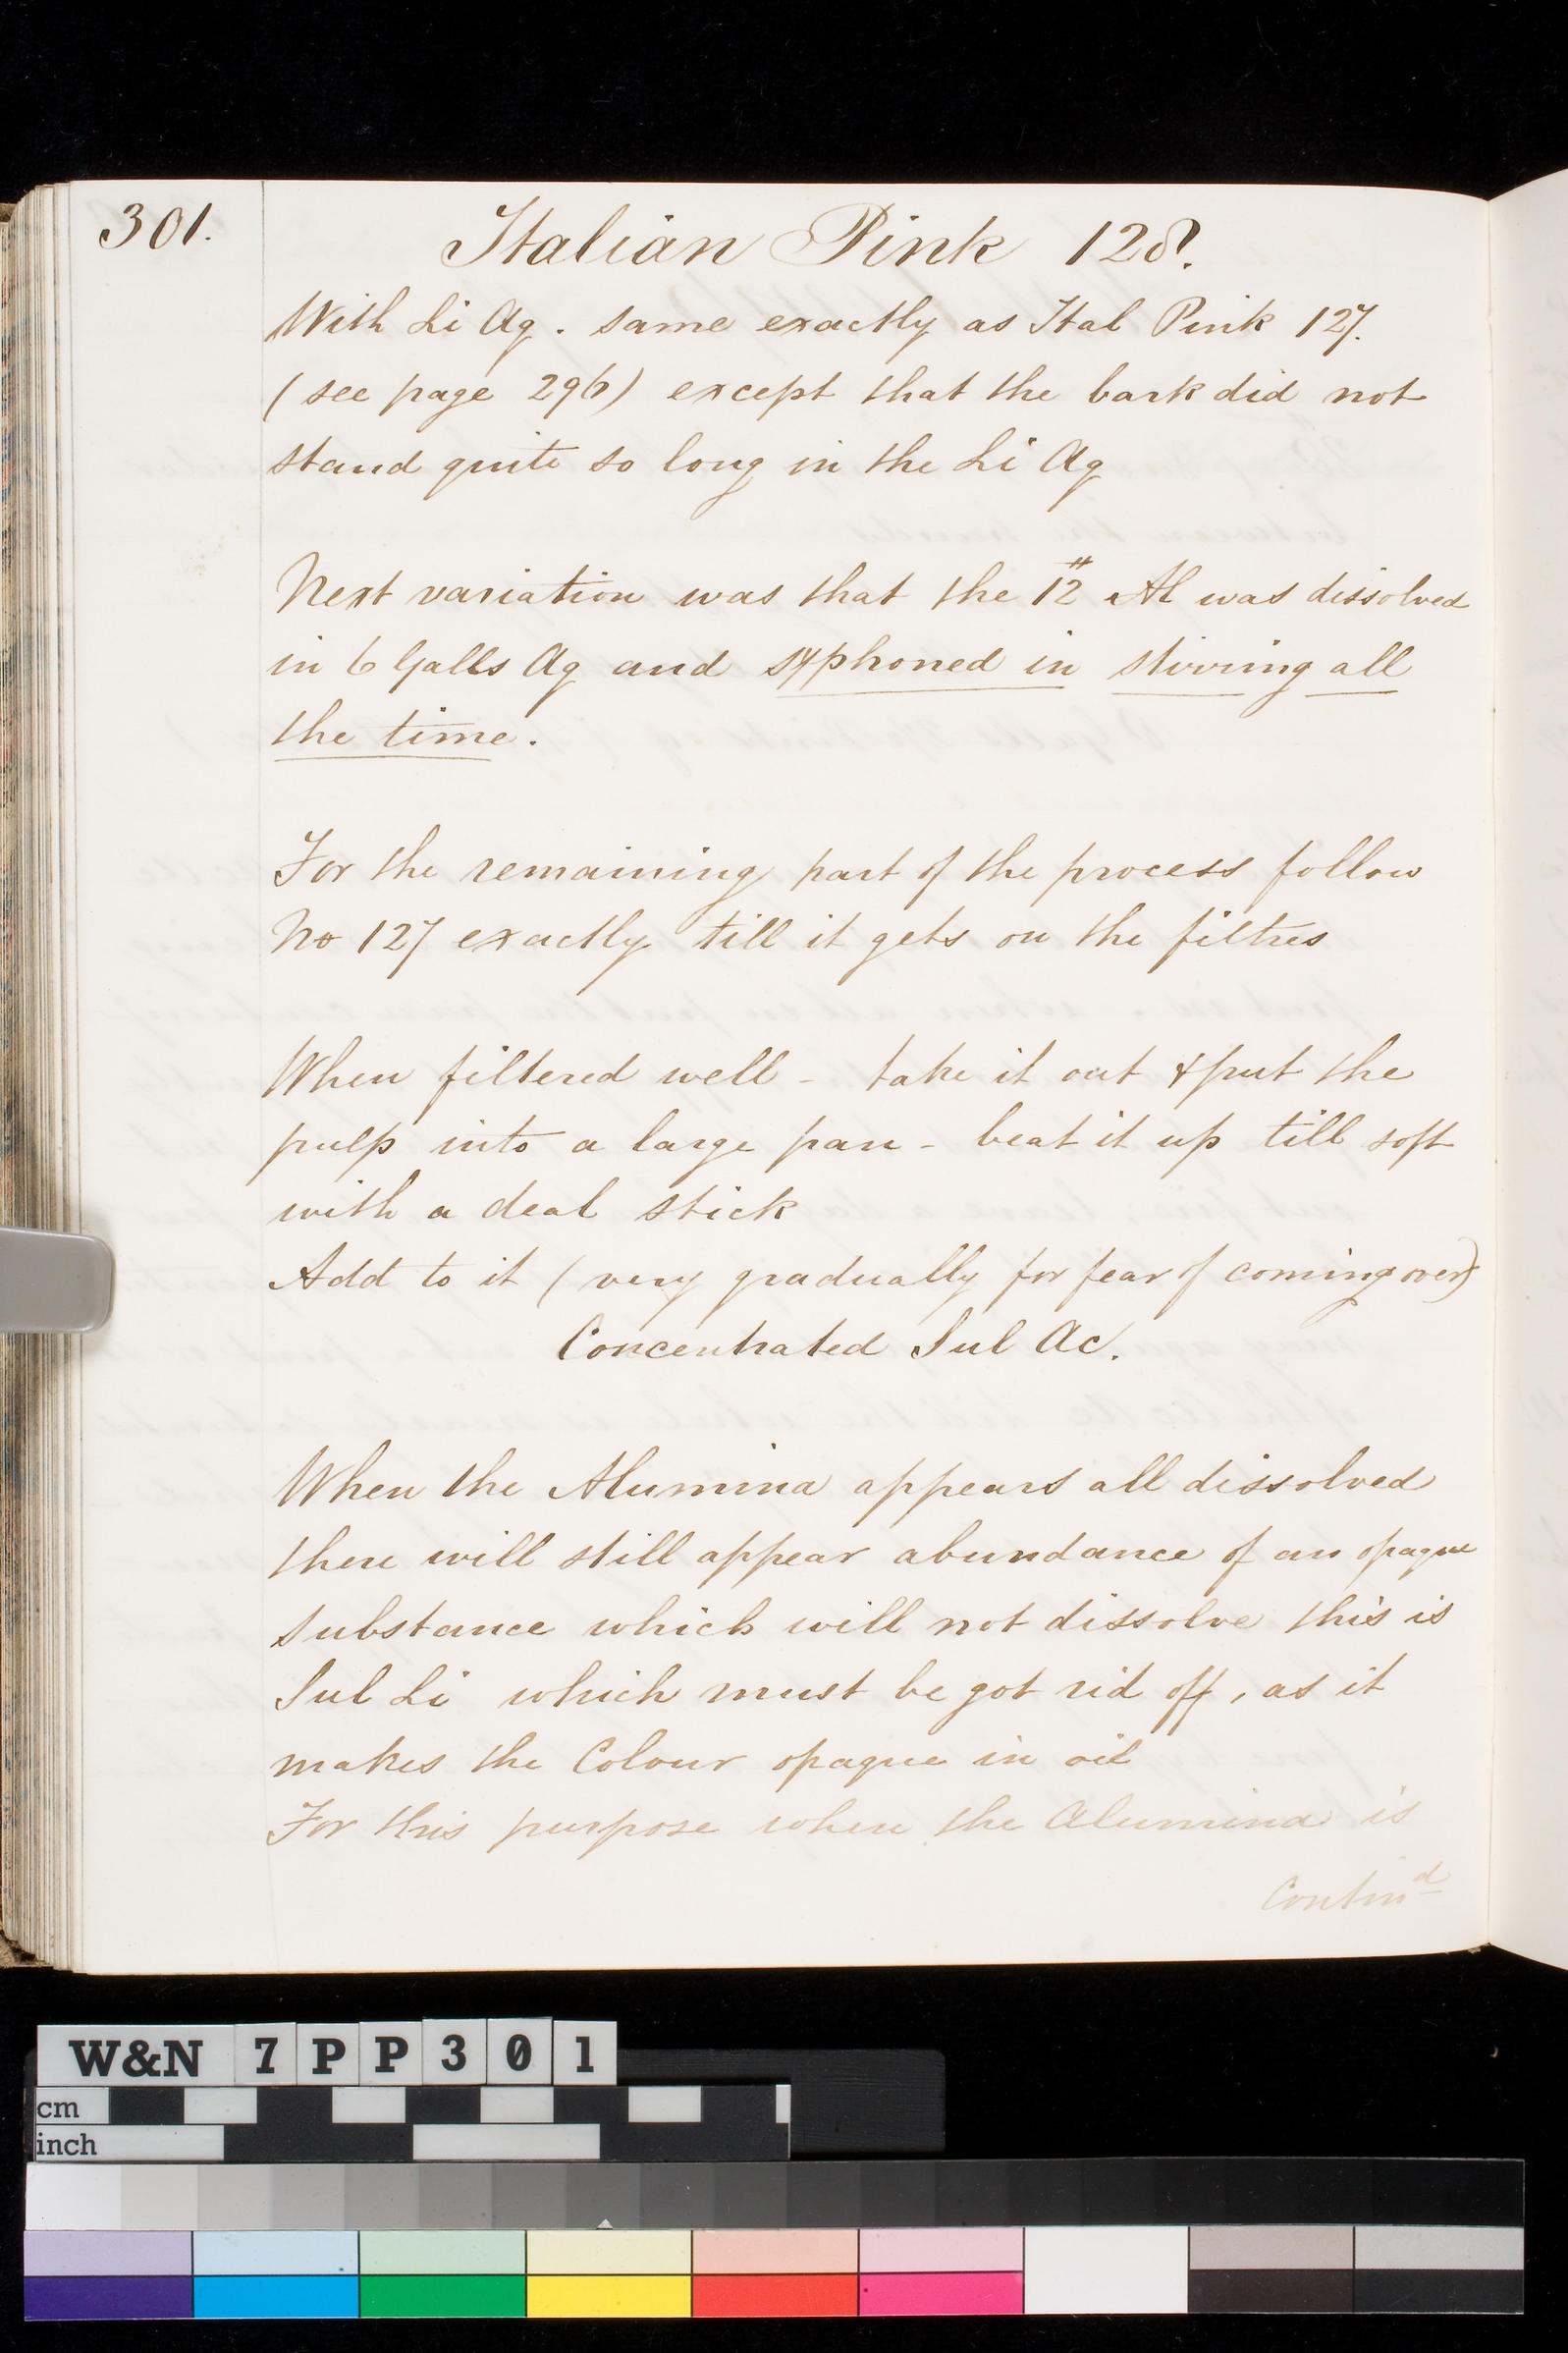 301.
Italian Pink 128.
With Li Aq. same exactly as Ital Pink 127.
(see page 296) except that the bark did not
stand quite so long in the Li Aq
Next variation was that the 12 # Al was dissolved
in 6 Galls Aq and syphoned in stirring all
the time.
For the remaining part of the process follow
No 127 exactly till it gets on the filtres
When filtered well - take it out & put the
pulp into a large pan - beat it up till soft
with a deal stick
Add to it (very gradually for fear of coming over)
Concentrated Sul Ac.
When the Alumina appears all dissolved
there will still appear abundance of an opaque
substance which will not dissolve this is
Sul Li which must be got rid off, as it
makes the Colour opaque in oil
For this purpose when the Alumina is
Contind
W&N 7PP301
cm
inch